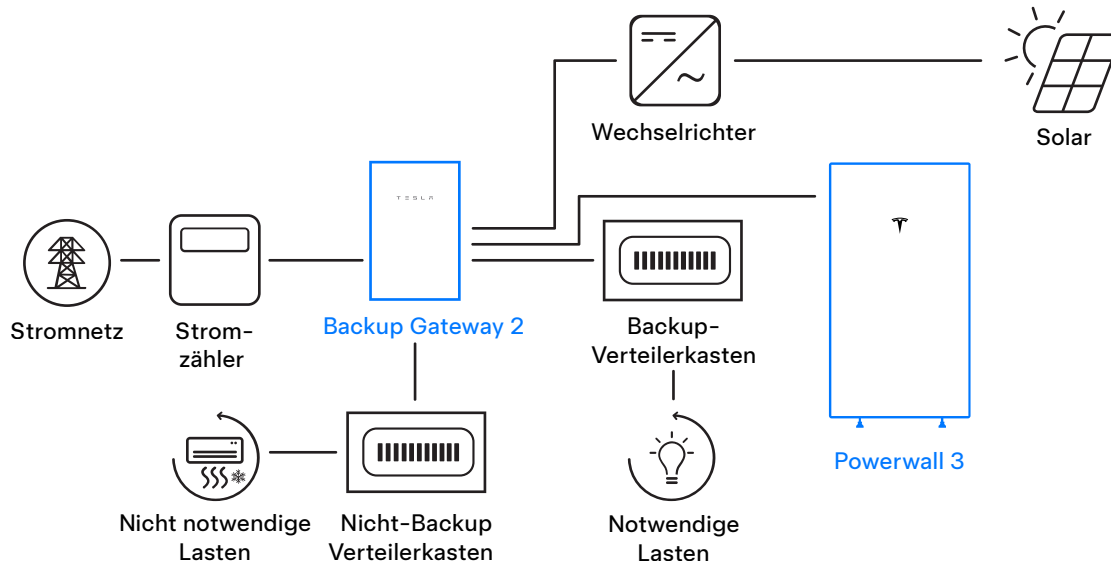 Wechselrichter
Solar
TESLA
Stromnetz
Strom-
zähler
Backup Gateway 2
Backup-
Verteilerkasten
Powerwall 3
Nicht notwendige
Lasten
Nicht-Backup
Verteilerkasten
Notwendige
Lasten